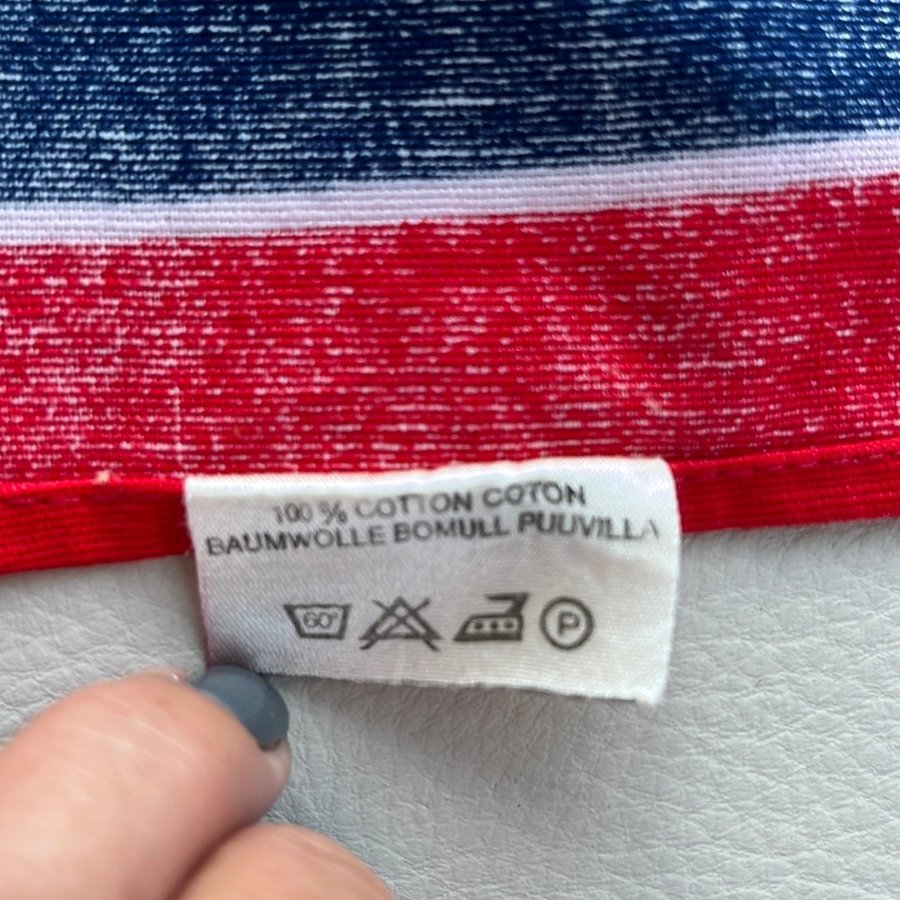 100 % COTTON COTON
BAUMWOLLE BOMULL PUUVILLA
60° P